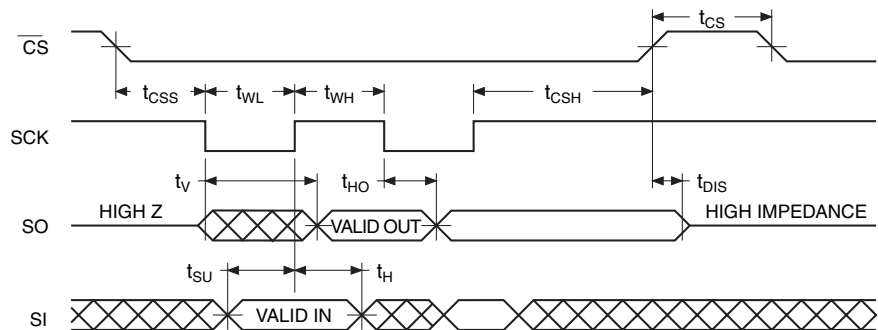 tCS
CS
tCSS
tWL
tWH
tCSH
SCK
tV
tHO
tDIS
HIGH Z
VALID OUT
HIGH IMPEDANCE
SO
tSU
tH
VALID IN
SI